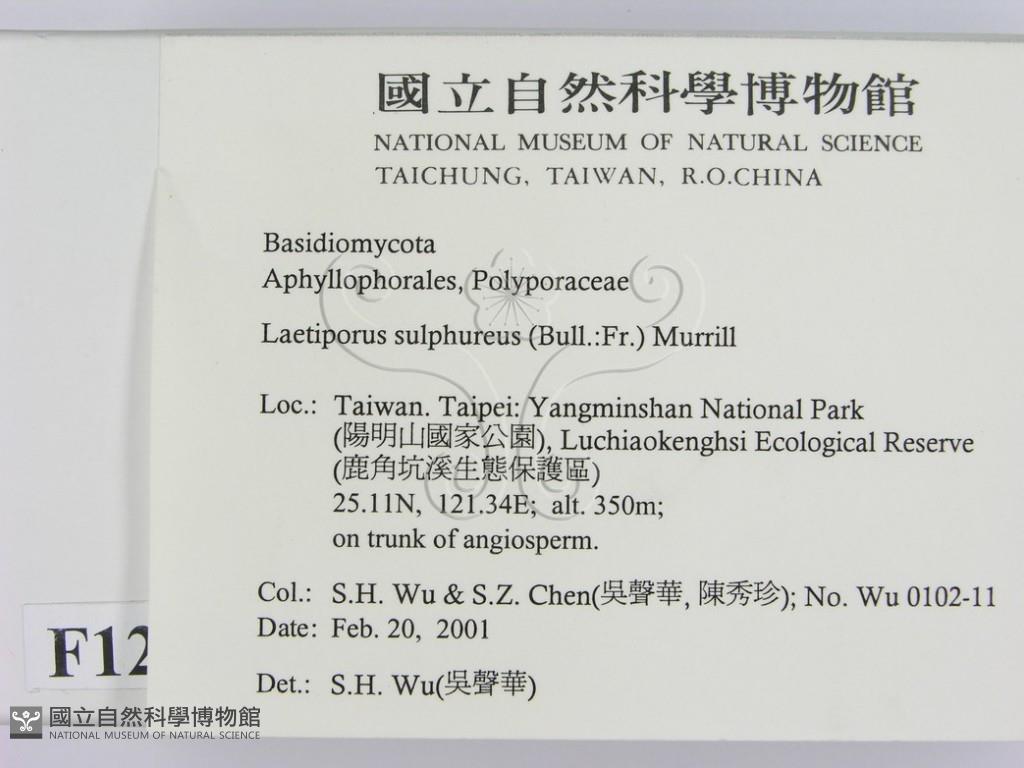 國立自然科學博物館
NATIONAL MUSEUM OF NATURAL SCIENCE
TAICHUNG, TAIWAN, R.O.CHINA
Basidiomycota
Aphyllophorales, Polyporaceae
Laetiporus sulphureus (Bull.:Fr.) Murrill
Loc.: Taiwan. Taipei: Yangminshan National Park
(陽明山國家公園), Luchiaokenghsi Ecological Reserve
(鹿角坑溪生態保護區)
25.11N, 121.34E; alt. 350m;
on trunk of angiosperm.
Col.: S.H. Wu & S.Z. Chen(吳聲華, 陳秀珍); No. Wu 0102-11
Date: Feb. 20, 2001
Det.: S.H. Wu(吳聲華)
F12
國立自然科學博物館
NATIONAL MUSEUM OF NATURAL SCIENCE